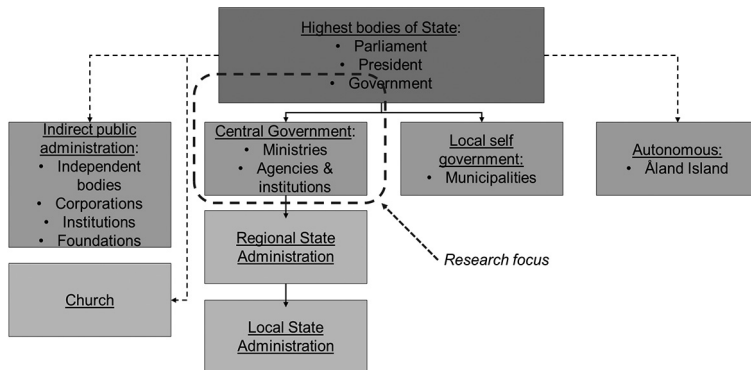 Highest bodies of State:
• Parliament
• President
• Government
Indirect public
administration:
• Independent
bodies
• Corporations
• Institutions
• Foundations
Central Government:
• Ministries
• Agencies &
institutions
Local self
government:
• Municipalities
Autonomous:
• Åland Island
Regional State
Administration
Research focus
Church
Local State
Administration